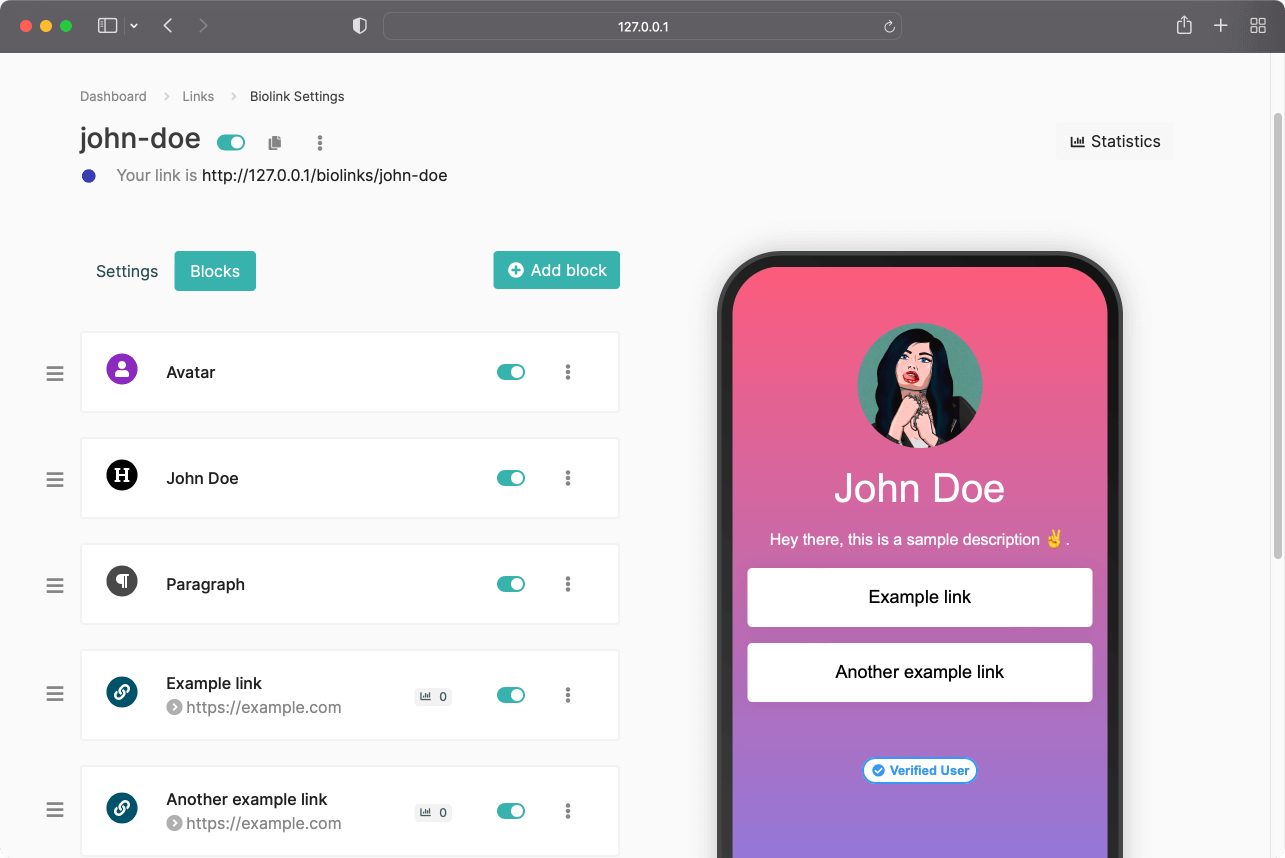 127.0.0.1
Dashboard Links Biolink Settings
john-doe
Statistics
Your link is http://127.0.0.1/biolinks/john-doe
Settings Blocks Add block
Avatar
H John Doe
¶ Paragraph
Example link
https://example.com
0
Another example link
https://example.com
0
John Doe
Hey there, this is a sample description ✌️.
Example link
Another example link
Verified User